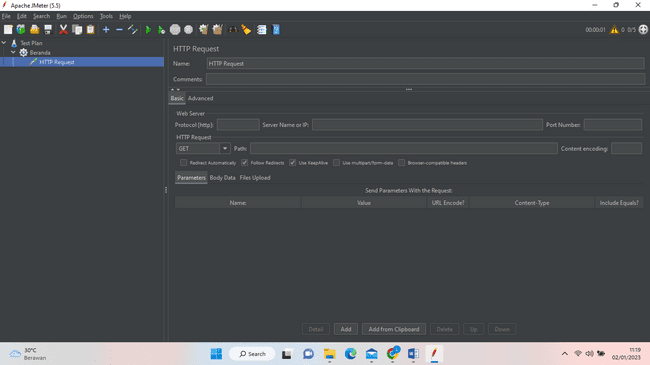 Apache JMeter (5.5)
File Edit Search Run Options Tools Help
00:00:01 0 0/5
Test Plan
Beranda
HTTP Request
HTTP Request
Name: HTTP Request
Comments:
Basic Advanced
Web Server
Protocol [http]: Server Name or IP: Port Number:
HTTP Request
GET Path: Content encoding:
Redirect Automatically Follow Redirects Use KeepAlive Use multipart/form-data Browser-compatible headers
Parameters Body Data Files Upload
Send Parameters With the Request:
Name: Value URL Encode? Content-Type Include Equals?
Detail Add Add from Clipboard Delete Up Down
30°C
Berawan
Search
11:19
02/01/2023